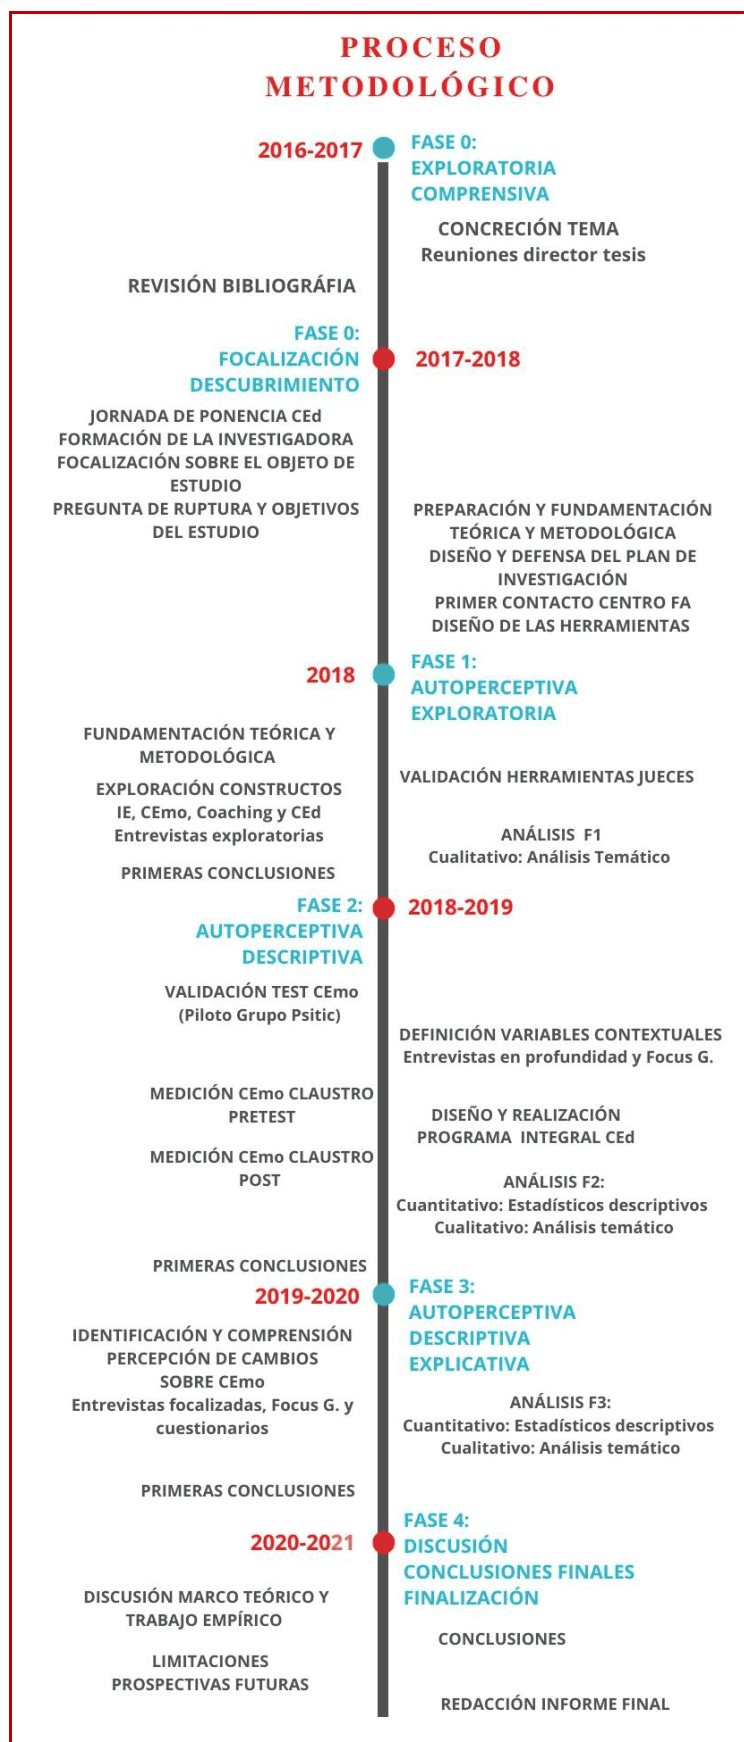 PROCESO
METODOLÓGICO
2016-2017
FASE 0:
EXPLORATORIA
COMPRENSIVA
CONCRECIÓN TEMA
Reuniones director tesis
REVISIÓN BIBLIOGRÁFIA
FASE 0:
FOCALIZACIÓN
DESCUBRIMIENTO
2017-2018
JORNADA DE PONENCIA CEd
FORMACIÓN DE LA INVESTIGADORA
FOCALIZACIÓN SOBRE EL OBJETO DE
ESTUDIO
PREGUNTA DE RUPTURA Y OBJETIVOS
DEL ESTUDIO
PREPARACIÓN Y FUNDAMENTACIÓN
TEÓRICA Y METODOLÓGICA
DISEÑO Y DEFENSA DEL PLAN DE
INVESTIGACIÓN
PRIMER CONTACTO CENTRO FA
DISEÑO DE LAS HERRAMIENTAS
2018
FASE 1:
AUTOPERCEPTIVA
EXPLORATORIA
FUNDAMENTACIÓN TEÓRICA Y
METODOLÓGICA
EXPLORACIÓN CONSTRUCTOS
IE, CEmo, Coaching y CEd
Entrevistas exploratorias
PRIMERAS CONCLUSIONES
VALIDACIÓN HERRAMIENTAS JUECES
ANÁLISIS F1
Cualitativo: Análisis Temático
FASE 2:
AUTOPERCEPTIVA
DESCRIPTIVA
2018-2019
VALIDACIÓN TEST CEmo
(Piloto Grupo Psitic)
DEFINICIÓN VARIABLES CONTEXTUALES
Entrevistas en profundidad y Focus G.
MEDICIÓN CEmo CLAUSTRO
PRETEST
DISEÑO Y REALIZACIÓN
PROGRAMA INTEGRAL CEd
MEDICIÓN CEmo CLAUSTRO
POST
ANÁLISIS F2:
Cuantitativo: Estadísticos descriptivos
Cualitativo: Análisis temático
PRIMERAS CONCLUSIONES
2019-2020
FASE 3:
AUTOPERCEPTIVA
DESCRIPTIVA
EXPLICATIVA
IDENTIFICACIÓN Y COMPRENSIÓN
PERCEPCIÓN DE CAMBIOS
SOBRE CEmo
Entrevistas focalizadas, Focus G. y
cuestionarios
ANÁLISIS F3:
Cuantitativo: Estadísticos descriptivos
Cualitativo: Análisis temático
PRIMERAS CONCLUSIONES
2020-2021
FASE 4:
DISCUSIÓN
CONCLUSIONES FINALES
FINALIZACIÓN
DISCUSIÓN MARCO TEÓRICO Y
TRABAJO EMPÍRICO
CONCLUSIONES
LIMITACIONES
PROSPECTIVAS FUTURAS
REDACCIÓN INFORME FINAL